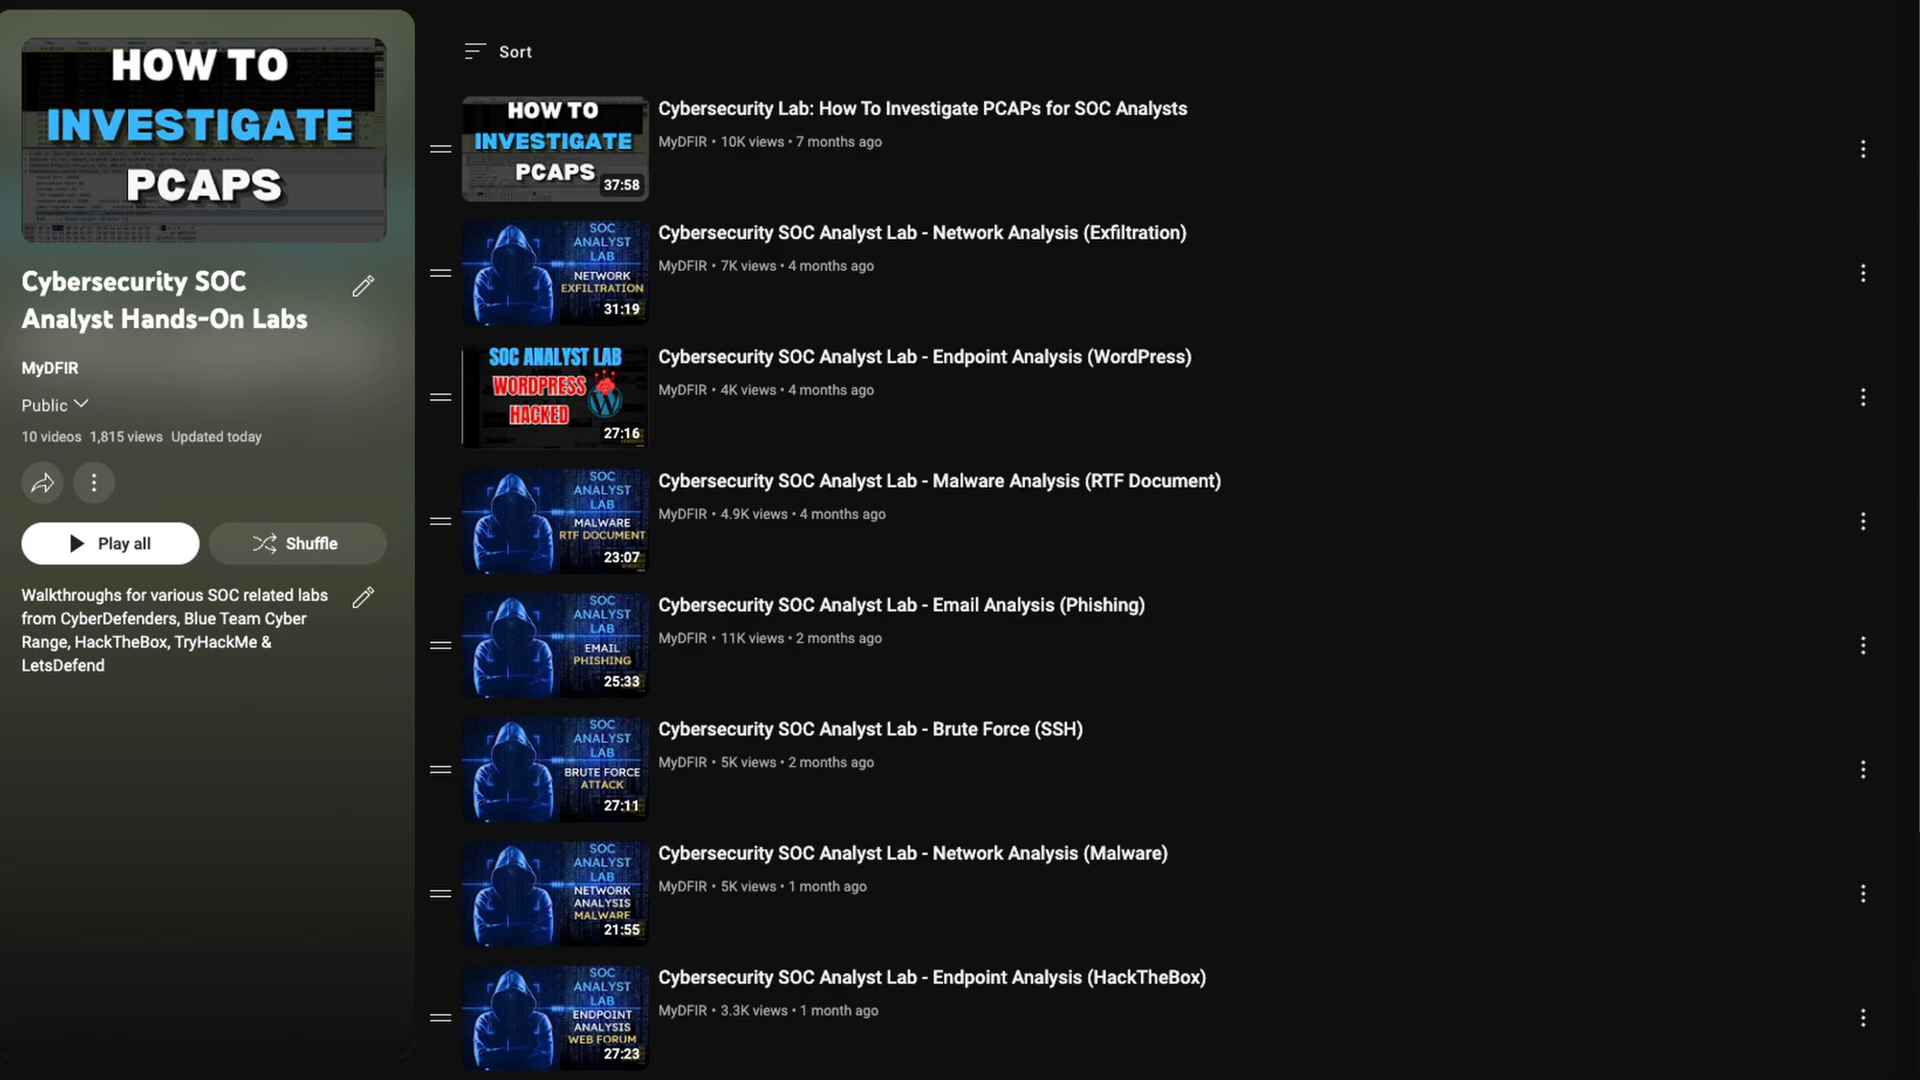 HOW TO
INVESTIGATE
PCAPS
Cybersecurity SOC
Analyst Hands-On Labs
MyDFIR
Public
10 videos 1,815 views Updated today
Play all
Shuffle
Walkthroughs for various SOC related labs
from CyberDefenders, Blue Team Cyber
Range, HackTheBox, TryHackMe &
LetsDefend
Sort
HOW TO
INVESTIGATE
PCAPS
37:58
Cybersecurity Lab: How To Investigate PCAPs for SOC Analysts
MyDFIR • 10K views • 7 months ago
SOC
ANALYST
LAB
NETWORK
EXFILTRATION
31:19
Cybersecurity SOC Analyst Lab - Network Analysis (Exfiltration)
MyDFIR • 7K views • 4 months ago
SOC ANALYST LAB
WORDPRESS
HACKED
27:16
Cybersecurity SOC Analyst Lab - Endpoint Analysis (WordPress)
MyDFIR • 4K views • 4 months ago
SOC
ANALYST
LAB
MALWARE
RTF DOCUMENT
23:07
Cybersecurity SOC Analyst Lab - Malware Analysis (RTF Document)
MyDFIR • 4.9K views • 4 months ago
SOC
ANALYST
LAB
EMAIL
PHISHING
25:33
Cybersecurity SOC Analyst Lab - Email Analysis (Phishing)
MyDFIR • 11K views • 2 months ago
SOC
ANALYST
LAB
BRUTE FORCE
ATTACK
27:11
Cybersecurity SOC Analyst Lab - Brute Force (SSH)
MyDFIR • 5K views • 2 months ago
SOC
ANALYST
LAB
NETWORK
ANALYSIS
MALWARE
21:55
Cybersecurity SOC Analyst Lab - Network Analysis (Malware)
MyDFIR • 5K views • 1 month ago
SOC
ANALYST
LAB
ENDPOINT
ANALYSIS
WEB FORUM
27:23
Cybersecurity SOC Analyst Lab - Endpoint Analysis (HackTheBox)
MyDFIR • 3.3K views • 1 month ago